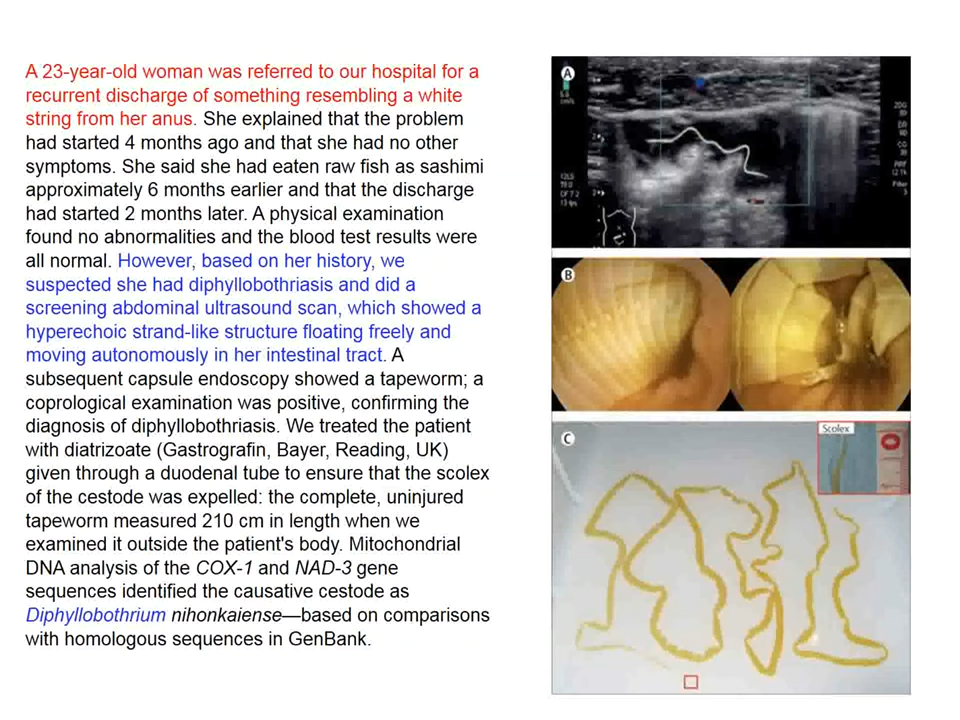 A 23-year-old woman was referred to our hospital for a
recurrent discharge of something resembling a white
string from her anus. She explained that the problem
had started 4 months ago and that she had no other
symptoms. She said she had eaten raw fish as sashimi
approximately 6 months earlier and that the discharge
had started 2 months later. A physical examination
found no abnormalities and the blood test results were
all normal. However, based on her history, we
suspected she had diphyllobothriasis and did a
screening abdominal ultrasound scan, which showed a
hyperechoic strand-like structure floating freely and
moving autonomously in her intestinal tract. A
subsequent capsule endoscopy showed a tapeworm; a
coprological examination was positive, confirming the
diagnosis of diphyllobothriasis. We treated the patient
with diatrizoate (Gastrografin, Bayer, Reading, UK)
given through a duodenal tube to ensure that the scolex
of the cestode was expelled: the complete, uninjured
tapeworm measured 210 cm in length when we
examined it outside the patient's body. Mitochondrial
DNA analysis of the COX-1 and NAD-3 gene
sequences identified the causative cestode as
Diphyllobothrium nihonkaiense—based on comparisons
with homologous sequences in GenBank.
A
B
C
Scolex